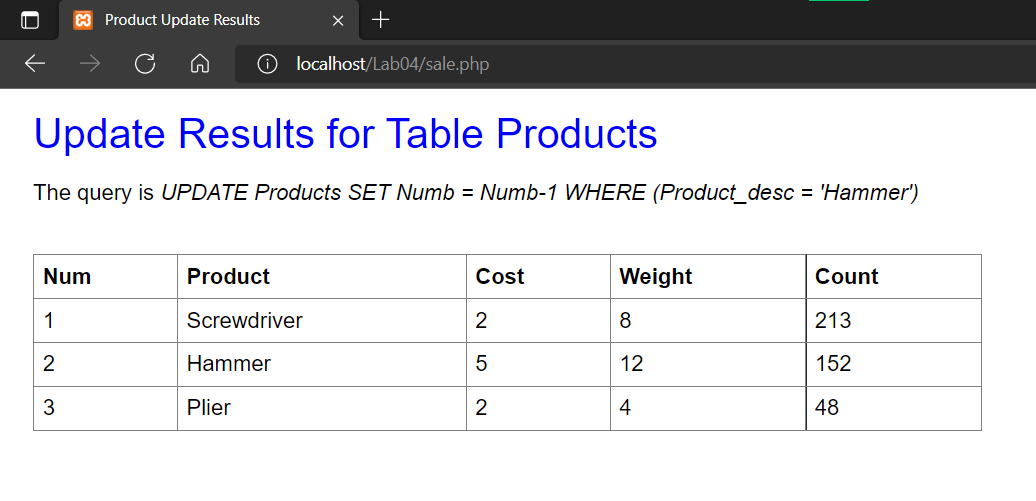 Product Update Results
localhost/Lab04/sale.php
Update Results for Table Products
The query is UPDATE Products SET Numb = Numb-1 WHERE (Product_desc = 'Hammer')
Num Product Cost Weight Count
1 Screwdriver 2 8 213
2 Hammer 5 12 152
3 Plier 2 4 48